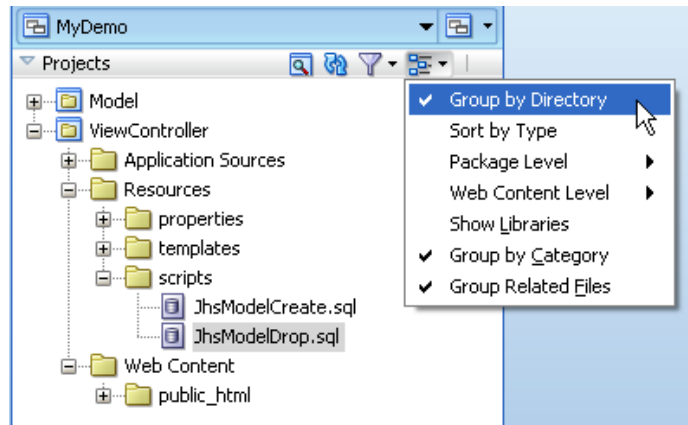 MyDemo
Projects
Model
ViewController
Application Sources
Resources
properties
templates
scripts
JhsModelCreate.sql
JhsModelDrop.sql
Web Content
public_html
Group by Directory
Sort by Type
Package Level
Web Content Level
Show Libraries
Group by Category
Group Related Files